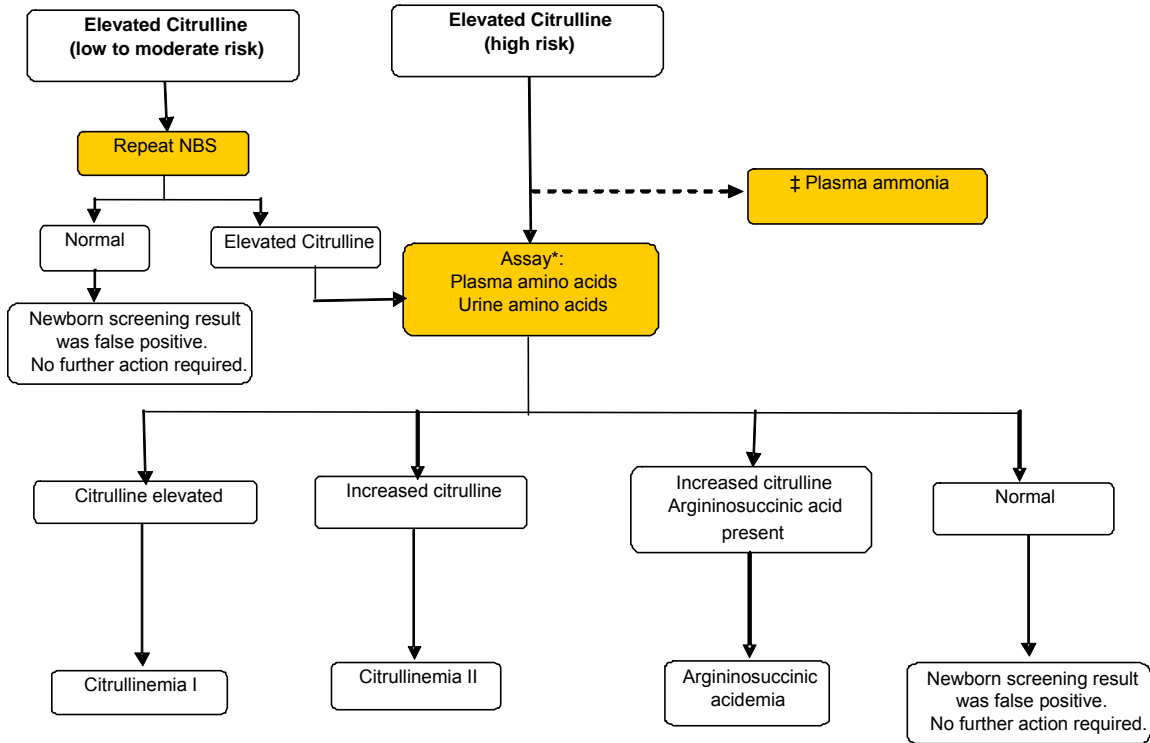 Elevated Citrulline
(low to moderate risk)
Elevated Citrulline
(high risk)
Repeat NBS
‡ Plasma ammonia
Normal
Elevated Citrulline
Assay*:
Plasma amino acids
Urine amino acids
Newborn screening result
was false positive.
No further action required.
Citrulline elevated
Increased citrulline
Increased citrulline
Argininosuccinic acid
present
Normal
Citrullinemia I
Citrullinemia II
Argininosuccinic
acidemia
Newborn screening result
was false positive.
No further action required.